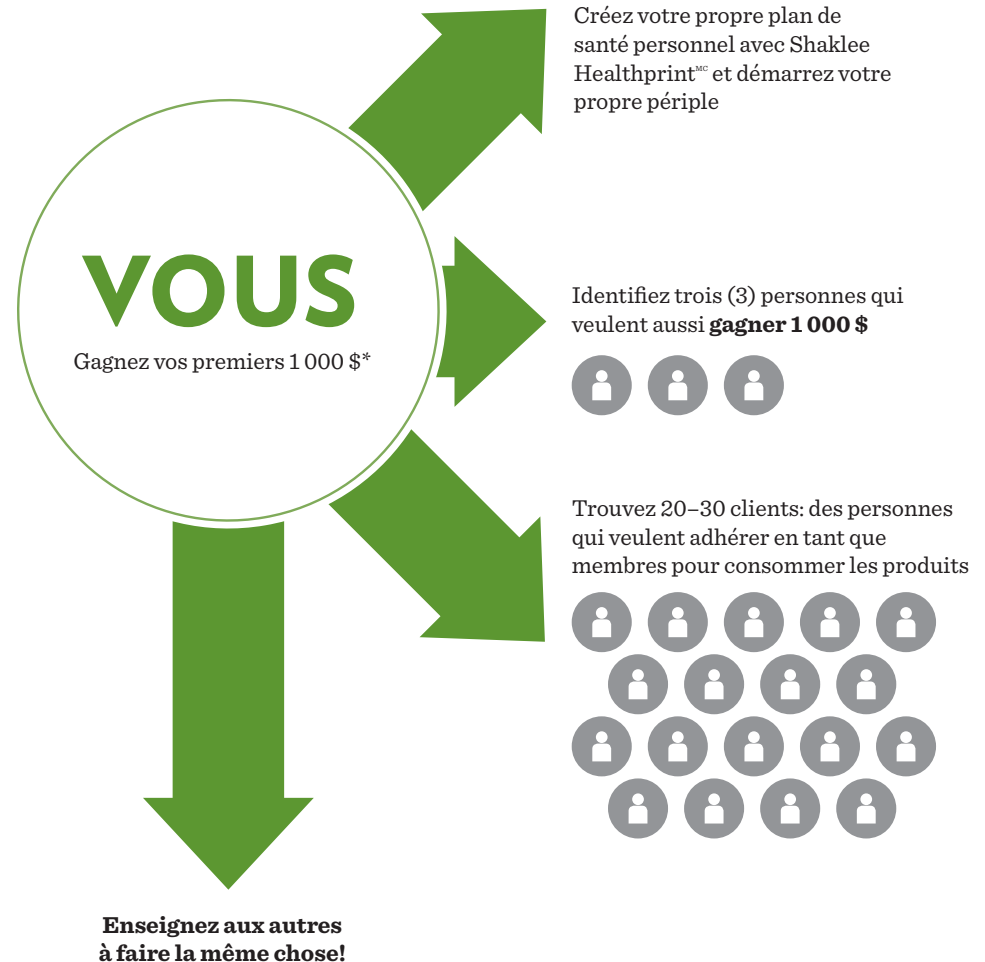 Créez votre propre plan de
santé personnel avec Shaklee
Healthprint™ᶜ et démarrez votre
propre périple
VOUS
Gagnez vos premiers 1 000 $*
Identifiez trois (3) personnes qui
veulent aussi gagner 1 000 $
Trouvez 20–30 clients: des personnes
qui veulent adhérer en tant que
membres pour consommer les produits
Enseignez aux autres
à faire la même chose!